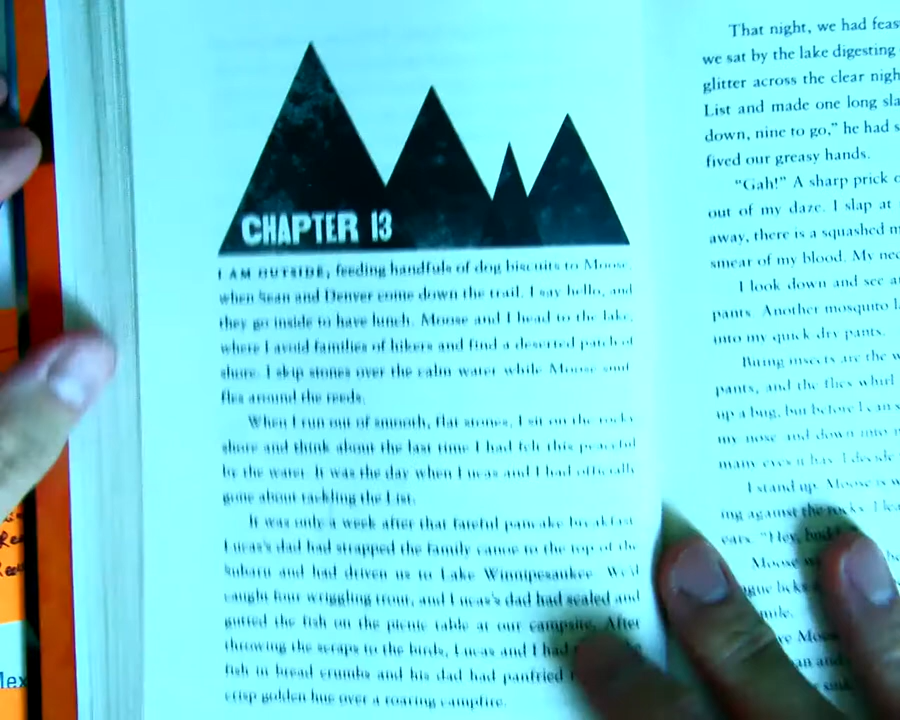 CHAPTER 13
I AM OUTSIDE, feeding handfuls of dog biscuits to Moose,
when Sean and Denver come down the trail. I say hello, and
they go inside to have lunch. Moose and I head to the lake,
where I avoid families of hikers and find a deserted patch of
shore. I skip stones over the calm water while Moose snuf-
fles around the reeds.
When I run out of smooth, flat stones, I sit on the rocky
shore and think about the last time I had felt this peaceful
by the water. It was the day when Lucas and I had officially
gone about tackling the List.
It was only a week after that fateful pancake breakfast.
Lucas's dad had strapped the family canoe to the top of the
Subaru and had driven us to Lake Winnipesaukee. We'd
caught four wriggling trout, and Lucas's dad had scaled and
gutted the fish on the picnic table at our campsite. After
throwing the scraps to the birds, Lucas and I had
fish in bread crumbs and his dad had panfried
crisp golden hue over a roaring campfire.
That night, we had feas
we sat by the lake digesting
glitter across the clear nigh
List and made one long sla
down, nine to go,” he had s
fived our greasy hands.
“Gah!” A sharp prick o
out of my daze. I slap at
away, there is a squashed m
smear of my blood. My nec
I look down and see a
pants. Another mosquito l
into my quick dry pants.
Biting insects are the w
pants, and the flies whirl
up a bug, but before I can s
my nose and down into m
many eyes it has. I decide
I stand up. Moose is w
ing against the rocks. I lea
ears. “Hey, bud!
Moose
gue licks a